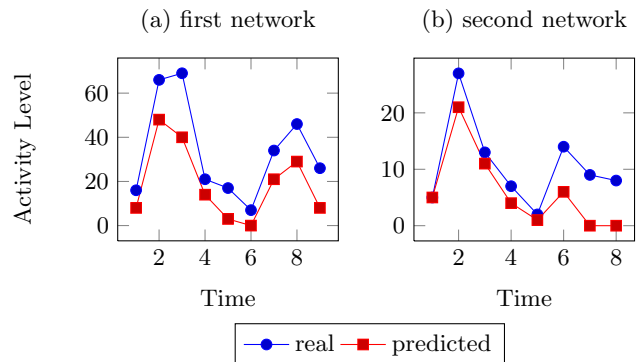 (a) first network
(b) second network
Activity Level
60
40
20
0
2 4 6 8
Time
20
10
0
2 4 6 8
Time
real predicted